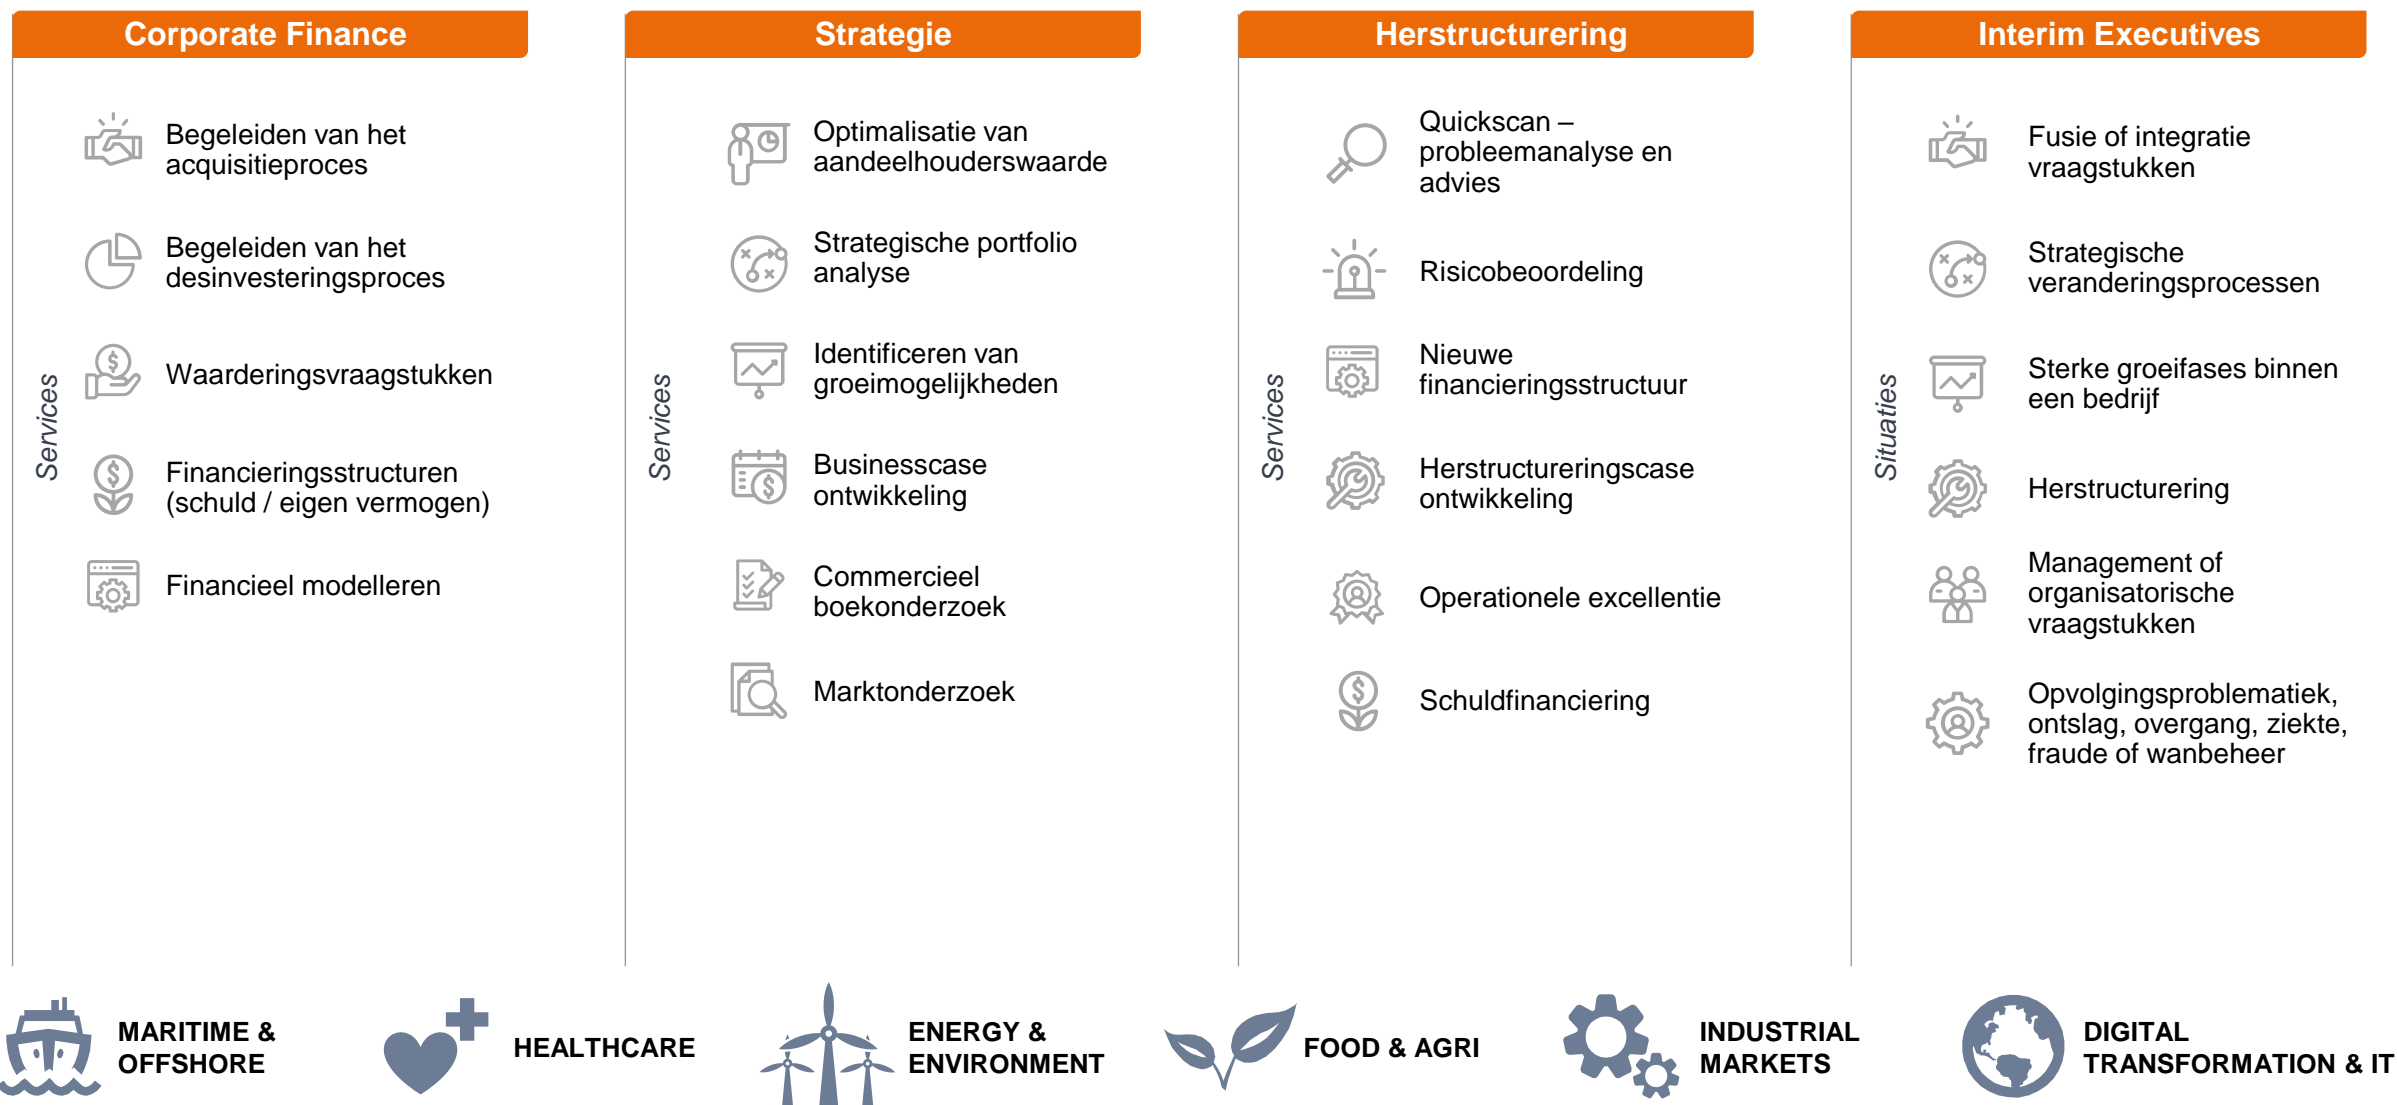 Corporate Finance
Services
Begeleiden van het
acquisitieproces
Begeleiden van het
desinvesteringsproces
Waarderingsvraagstukken
Financieringsstructuren
(schuld / eigen vermogen)
Financieel modelleren
Strategie
Services
Optimalisatie van
aandeelhouderswaarde
Strategische portfolio
analyse
Identificeren van
groeimogelijkheden
Businesscase
ontwikkeling
Commercieel
boekonderzoek
Marktonderzoek
Herstructurering
Services
Quickscan –
probleemanalyse en
advies
Risicobeoordeling
Nieuwe
financieringsstructuur
Herstructureringscase
ontwikkeling
Operationele excellentie
Schuldfinanciering
Interim Executives
Situaties
Fusie of integratie
vraagstukken
Strategische
veranderingsprocessen
Sterke groeifases binnen
een bedrijf
Herstructurering
Management of
organisatorische
vraagstukken
Opvolgingsproblematiek,
ontslag, overgang, ziekte,
fraude of wanbeheer
MARITIME &
OFFSHORE
HEALTHCARE
ENERGY &
ENVIRONMENT
FOOD & AGRI
INDUSTRIAL
MARKETS
DIGITAL
TRANSFORMATION & IT